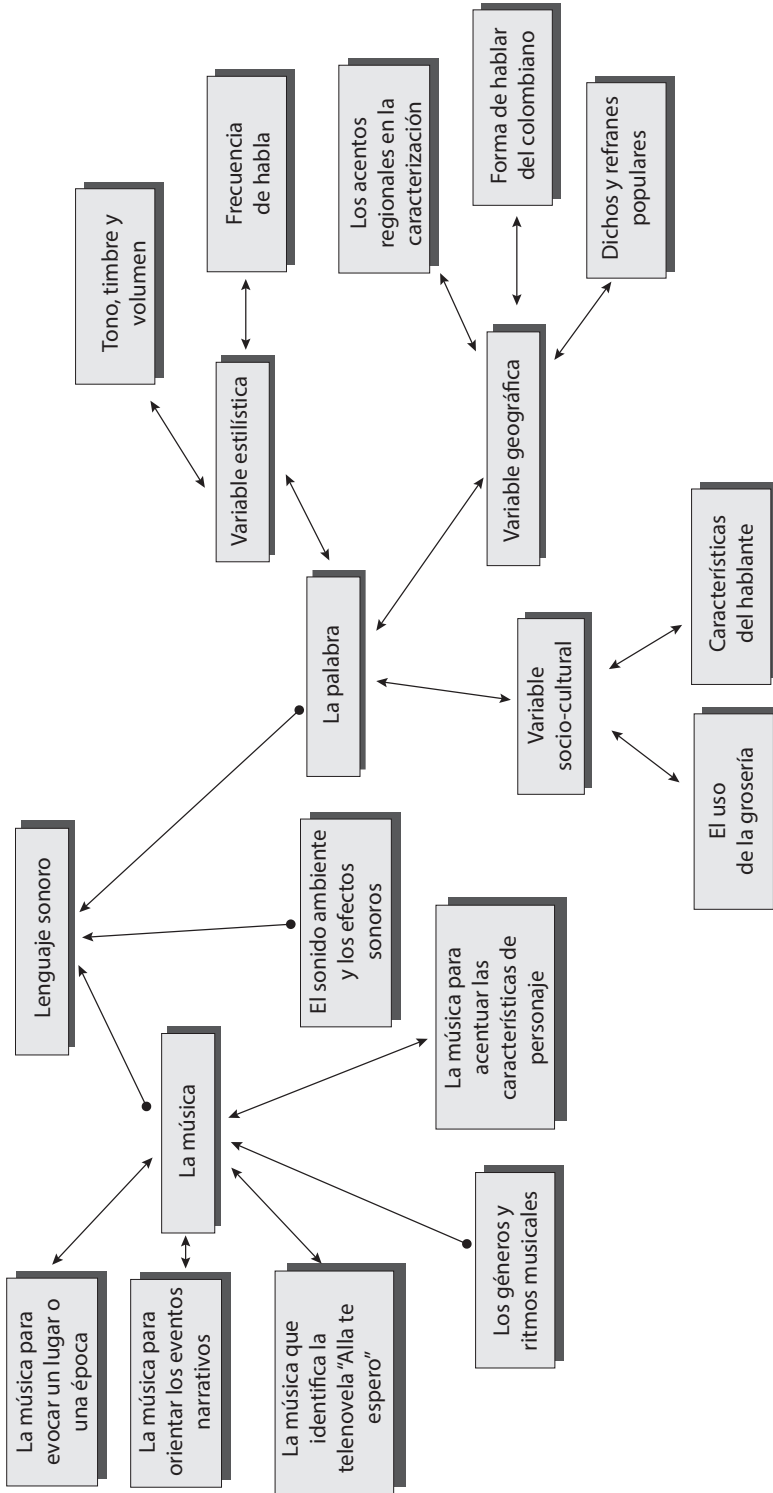 Lenguaje sonoro
La música
El sonido ambiente
y los efectos
sonoros
La palabra
La música para
evocar un lugar o
una época
La música para
orientar los eventos
narrativos
La música que
identifica la
telenovela “Alla te
espero”
Los géneros y
ritmos musicales
La música para
acentuar las
características de
personaje
Variable
socio-cultural
El uso
de la grosería
Características
del hablante
Variable estilística
Tono, timbre y
volumen
Frecuencia
de habla
Variable geográfica
Los acentos
regionales en la
caracterización
Forma de hablar
del colombiano
Dichos y refranes
populares